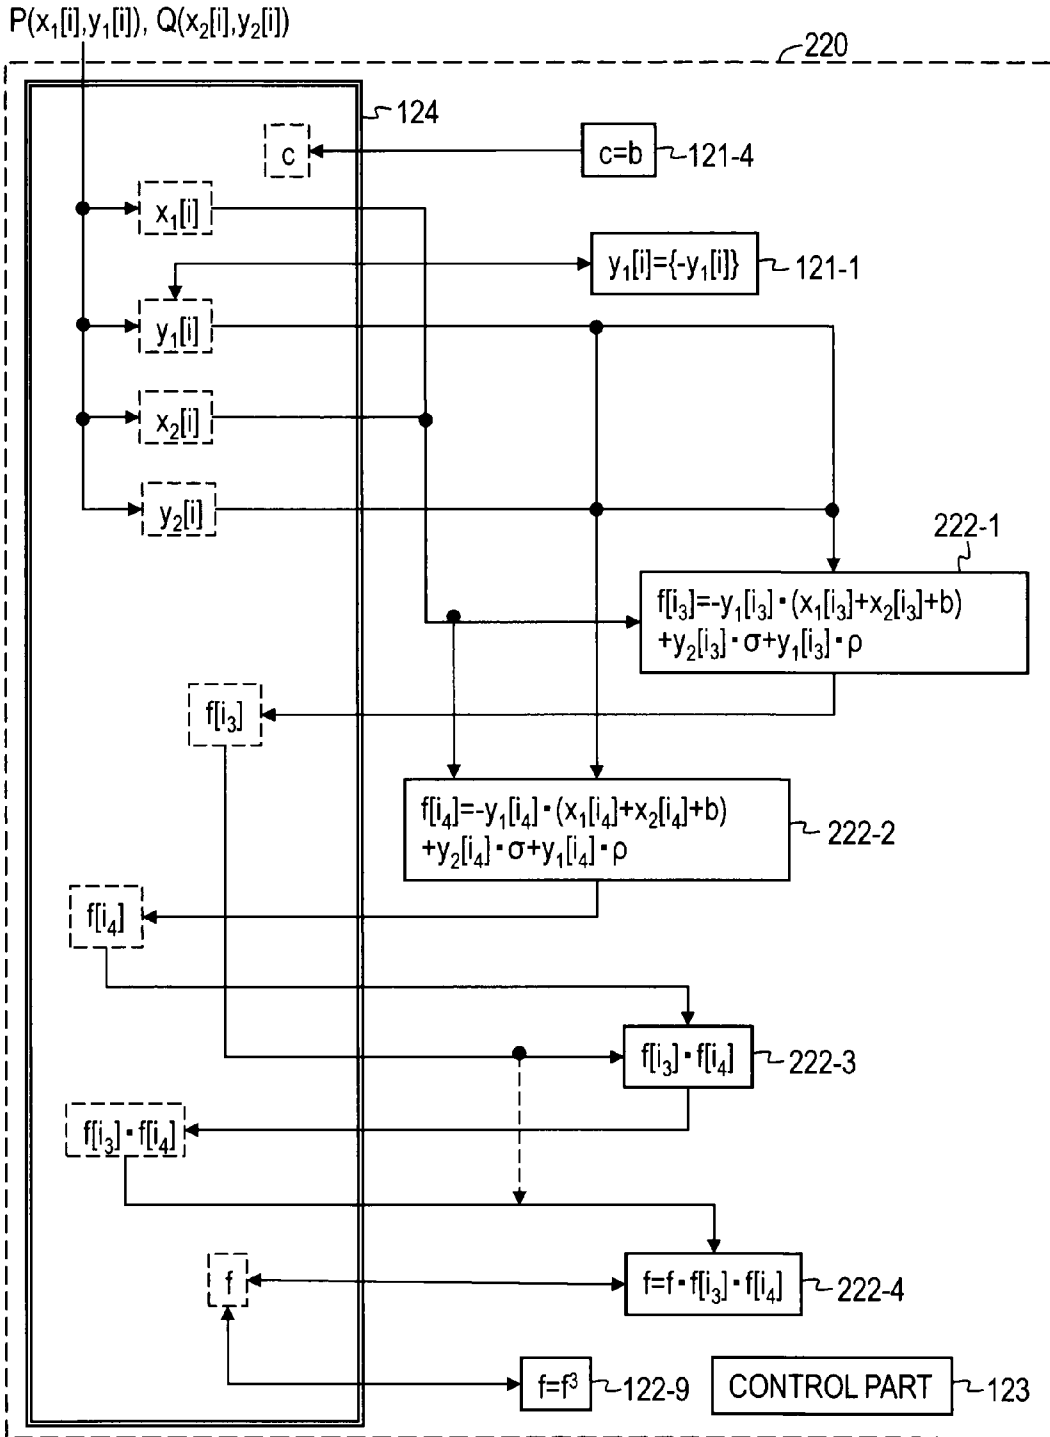 P(x₁[i],y₁[i]), Q(x₂[i],y₂[i])
220
124
c
c=b
121-4
x₁[i]
y₁[i]={-y₁[i]}
121-1
y₁[i]
x₂[i]
y₂[i]
222-1
f[i₃]=-y₁[i₃]▪(x₁[i₃]+x₂[i₃]+b)
+y₂[i₃]▪σ+y₁[i₃]▪ρ
f[i₃]
f[i₄]=-y₁[i₄]▪(x₁[i₄]+x₂[i₄]+b)
+y₂[i₄]▪σ+y₁[i₄]▪ρ
222-2
f[i₄]
f[i₃]▪f[i₄]
222-3
f[i₃]▪f[i₄]
f
f=f▪f[i₃]▪f[i₄]
222-4
f=f³
122-9
CONTROL PART
123